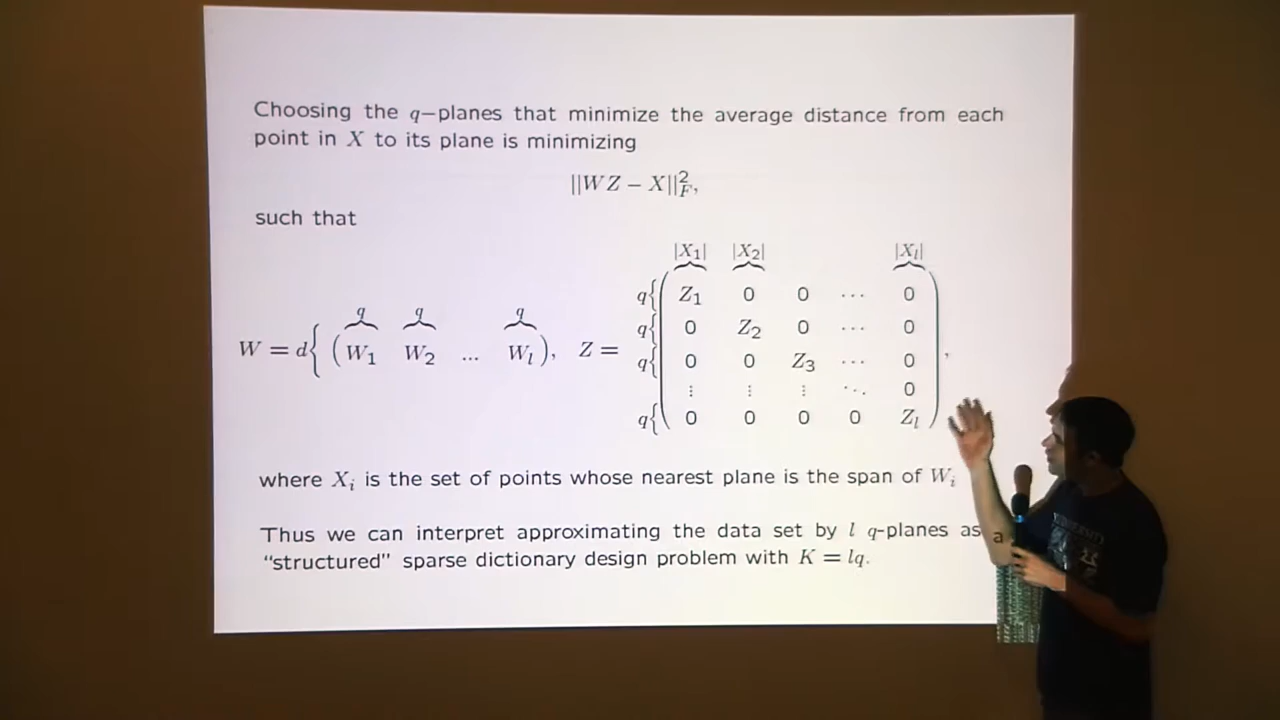 Choosing the q–planes that minimize the average distance from each
point in X to its plane is minimizing
||WZ − X||²_F,
such that
|X₁| |X₂| |X_l|
q{ Z₁ 0 0 ⋯ 0
q q q q{ 0 Z₂ 0 ⋯ 0
W = d{ (W₁ W₂ ... W_l), Z = q{ 0 0 Z₃ ⋯ 0 ,
⋮ ⋮ ⋮ ⋱ 0
q{ 0 0 0 0 Z_l
where X_i is the set of points whose nearest plane is the span of W_i
Thus we can interpret approximating the data set by l q-planes as a
“structured” sparse dictionary design problem with K = lq.